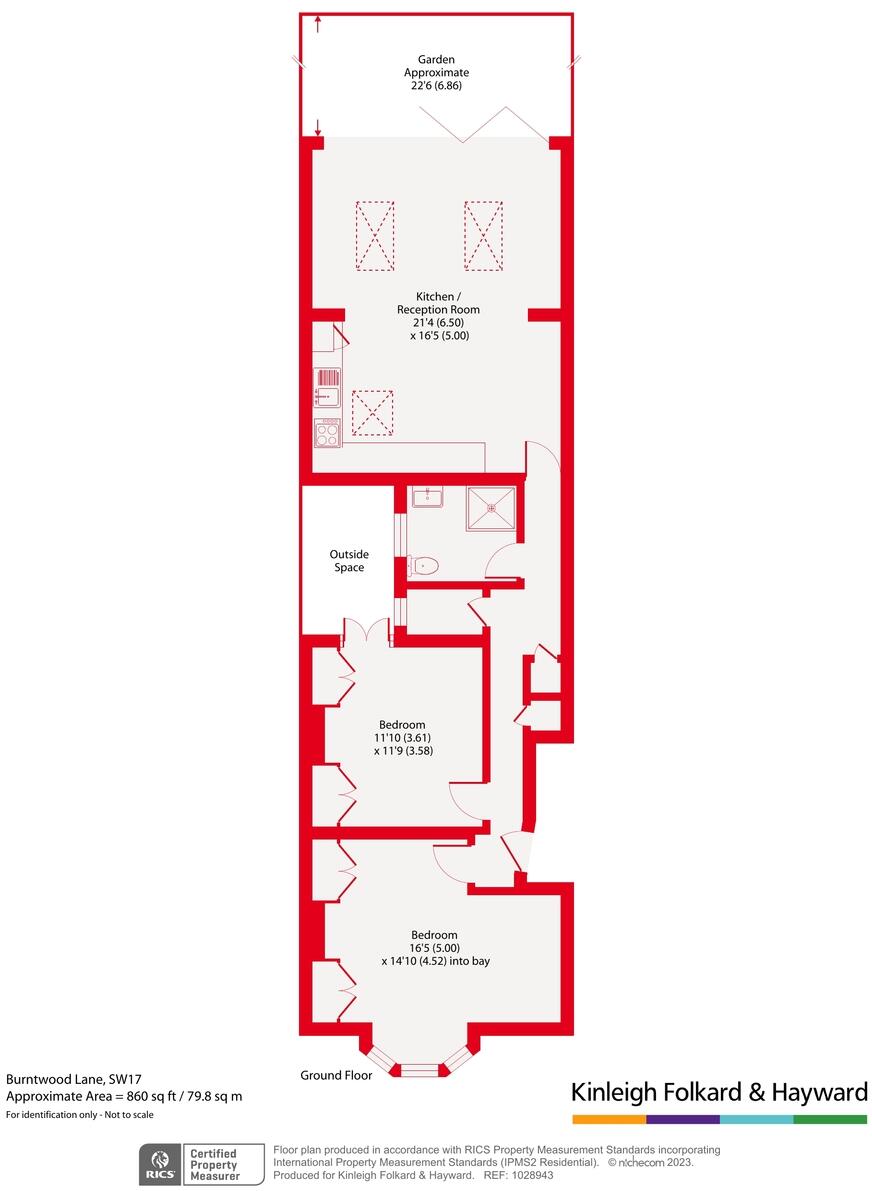 Garden
Approximate
22'6 (6.86)
Kitchen /
Reception Room
21'4 (6.50)
x 16'5 (5.00)
Outside
Space
Bedroom
11'10 (3.61)
x 11'9 (3.58)
Bedroom
16'5 (5.00)
x 14'10 (4.52) into bay
Ground Floor
Burntwood Lane, SW17
Approximate Area = 860 sq ft / 79.8 sq m
For identification only - Not to scale
Kinleigh Folkard & Hayward
RICS
Certified
Property
Measurer
Floor plan produced in accordance with RICS Property Measurement Standards incorporating
International Property Measurement Standards (IPMS2 Residential). © nichecom 2023.
Produced for Kinleigh Folkard & Hayward. REF: 1028943